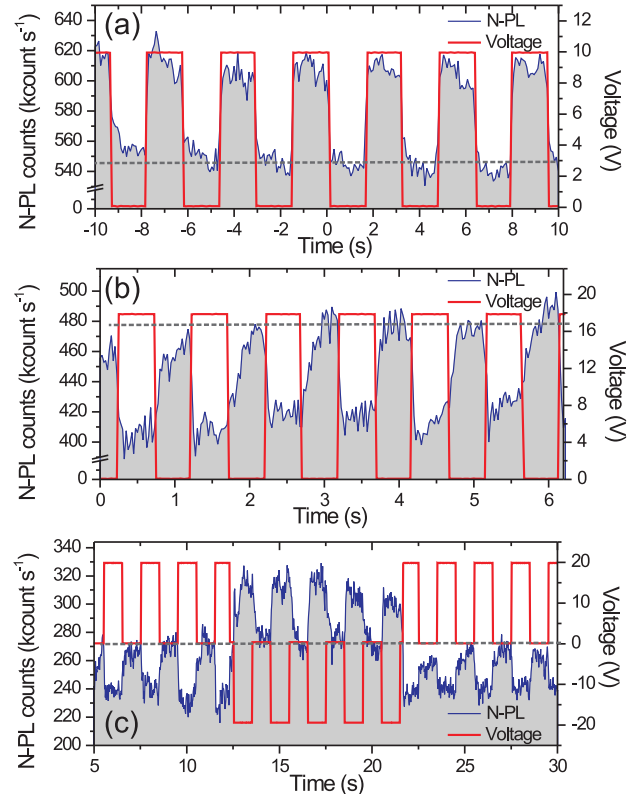 (a)
N-PL
Voltage
N-PL counts (kcount s⁻¹)
640
620
600
580
560
540
0
12
10
8
6
4
2
0
Voltage (V)
-10 -8 -6 -4 -2 0 2 4 6 8 10
Time (s)
(b)
N-PL
Voltage
N-PL counts (kcount s⁻¹)
500
480
460
440
420
400
0
20
16
12
8
4
0
Voltage (V)
0 1 2 3 4 5 6
Time (s)
(c)
N-PL
Voltage
N-PL counts (kcount s⁻¹)
340
320
300
280
260
240
220
200
20
10
0
-10
-20
Voltage (V)
5 10 15 20 25 30
Time (s)